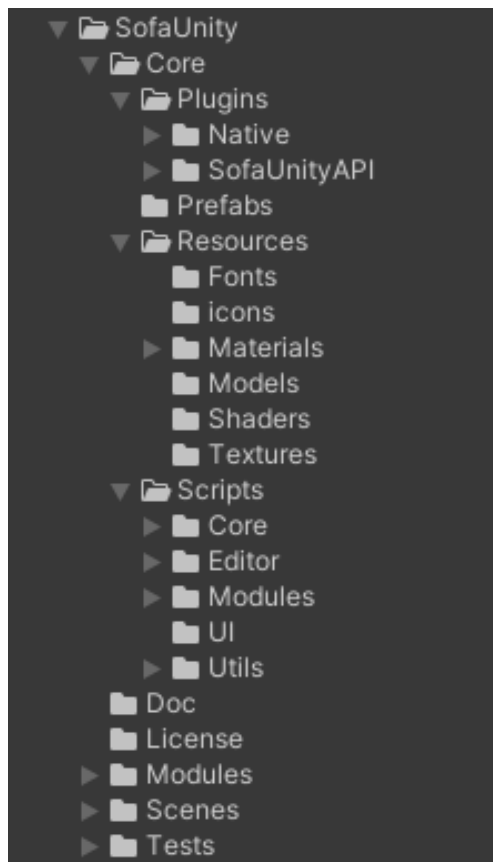 SofaUnity
Core
Plugins
Native
SofaUnityAPI
Prefabs
Resources
Fonts
icons
Materials
Models
Shaders
Textures
Scripts
Core
Editor
Modules
UI
Utils
Doc
License
Modules
Scenes
Tests